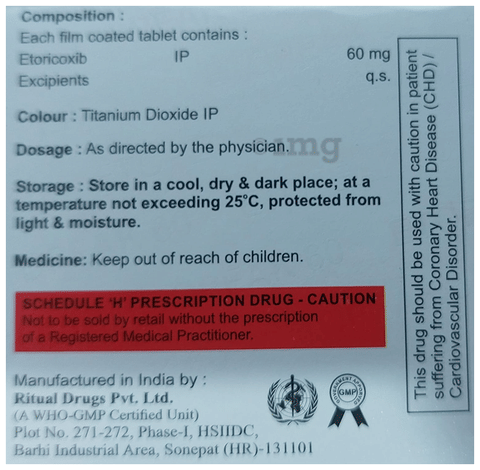 Composition :
Each film coated tablet contains :
Etoricoxib IP 60 mg
Excipients q.s.
Colour : Titanium Dioxide IP
Dosage : As directed by the physician.
Storage : Store in a cool, dry & dark place; at a
temperature not exceeding 25°C, protected from
light & moisture.
Medicine: Keep out of reach of children.
SCHEDULE 'H' PRESCRIPTION DRUG - CAUTION
Not to be sold by retail without the prescription
of a Registered Medical Practitioner.
Manufactured in India by :
Ritual Drugs Pvt. Ltd.
(A WHO-GMP Certified Unit)
Plot No. 271-272, Phase-I, HSIIDC,
Barhi Industrial Area, Sonepat (HR)-131101
GMP
This drug should be used with caution in patient
suffering from Coronary Heart Disease (CHD) /
Cardiovascular Disorder.